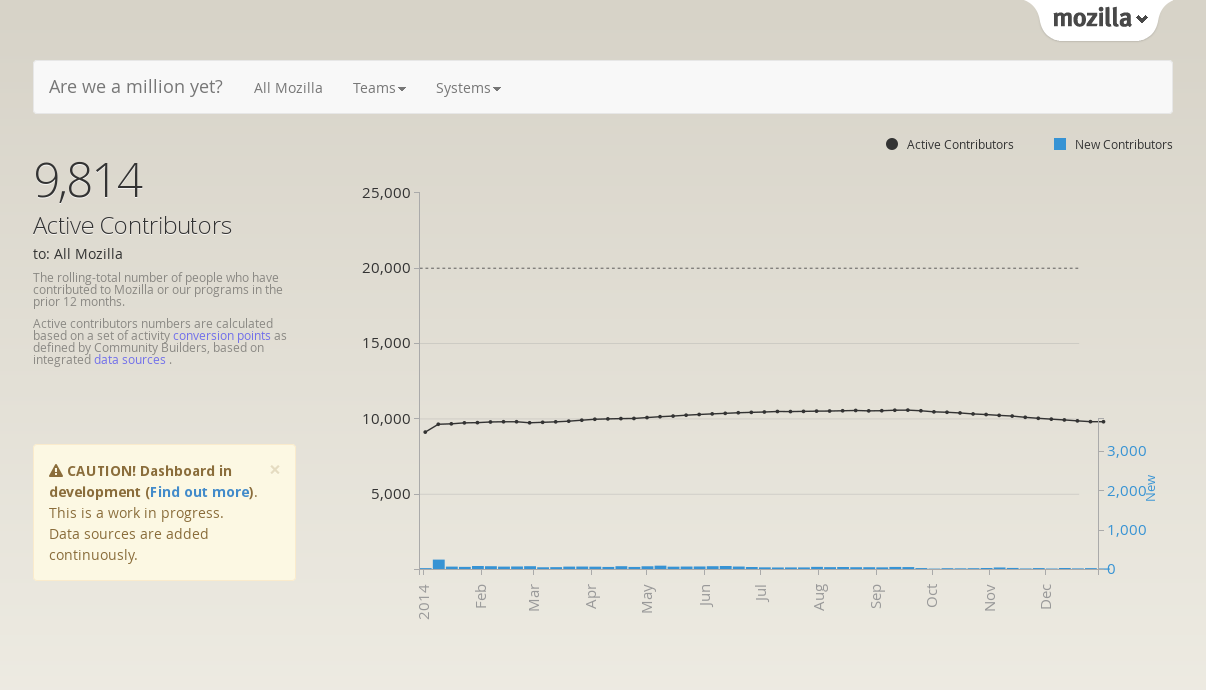 mozilla
Are we a million yet? All Mozilla Teams Systems
Active Contributors New Contributors
9,814
Active Contributors
to: All Mozilla
The rolling-total number of people who have
contributed to Mozilla or our programs in the
prior 12 months.
Active contributors numbers are calculated
based on a set of activity conversion points as
defined by Community Builders, based on
integrated data sources .
CAUTION! Dashboard in ×
development (Find out more).
This is a work in progress.
Data sources are added
continuously.
25,000
20,000
15,000
10,000
5,000
3,000
2,000
1,000
0
New
2014 Feb Mar Apr May Jun Jul Aug Sep Oct Nov Dec